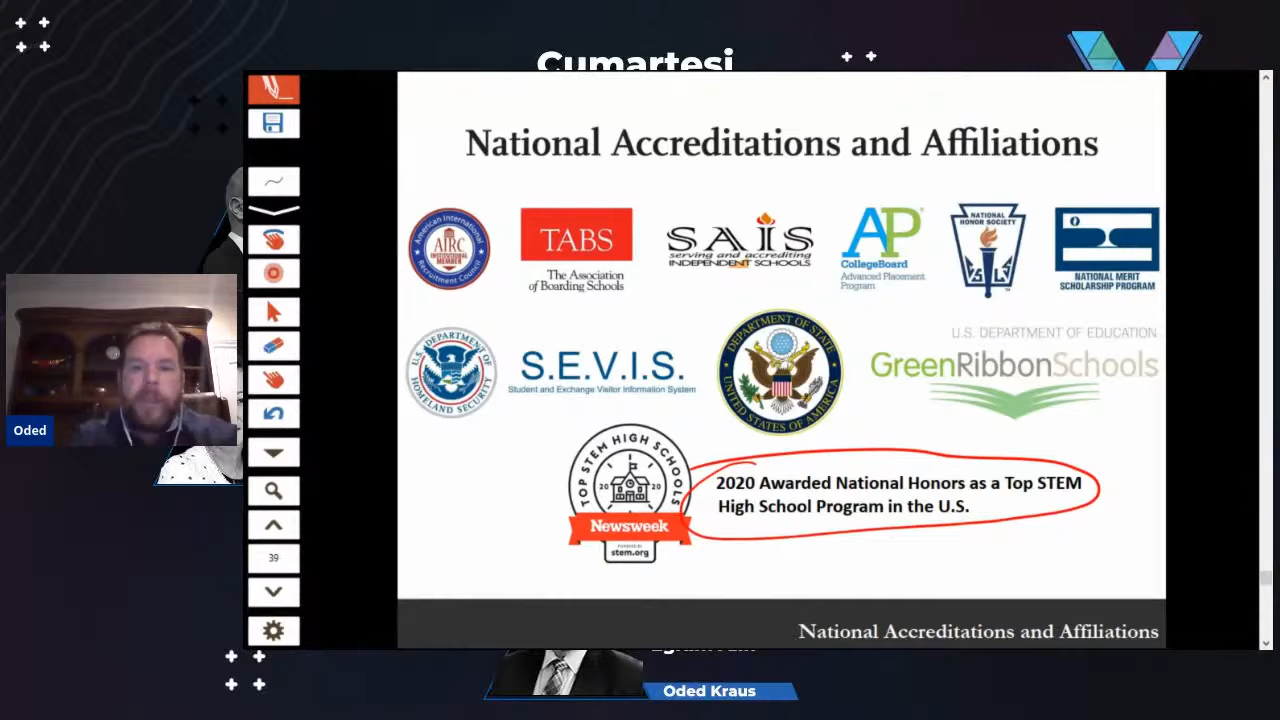 Cumartesi
National Accreditations and Affiliations
American International
AIRC
INSTITUTIONAL
MEMBER
Recruitment Council
TABS
The Association
of Boarding Schools
SAIS
serving and accrediting
INDEPENDENT SCHOOLS
AP®
CollegeBoard
Advanced Placement
Program
NATIONAL
HONOR SOCIETY
NATIONAL MERIT
SCHOLARSHIP PROGRAM
U.S. DEPARTMENT OF
HOMELAND SECURITY
S.E.V.I.S.
Student and Exchange Visitor Information System
DEPARTMENT OF STATE
UNITED STATES OF AMERICA
U.S. DEPARTMENT OF EDUCATION
GreenRibbonSchools
Oded
TOP STEM HIGH SCHOOLS
20 20
Newsweek
POWERED BY
stem.org
2020 Awarded National Honors as a Top STEM
High School Program in the U.S.
39
National Accreditations and Affiliations
Oded Kraus